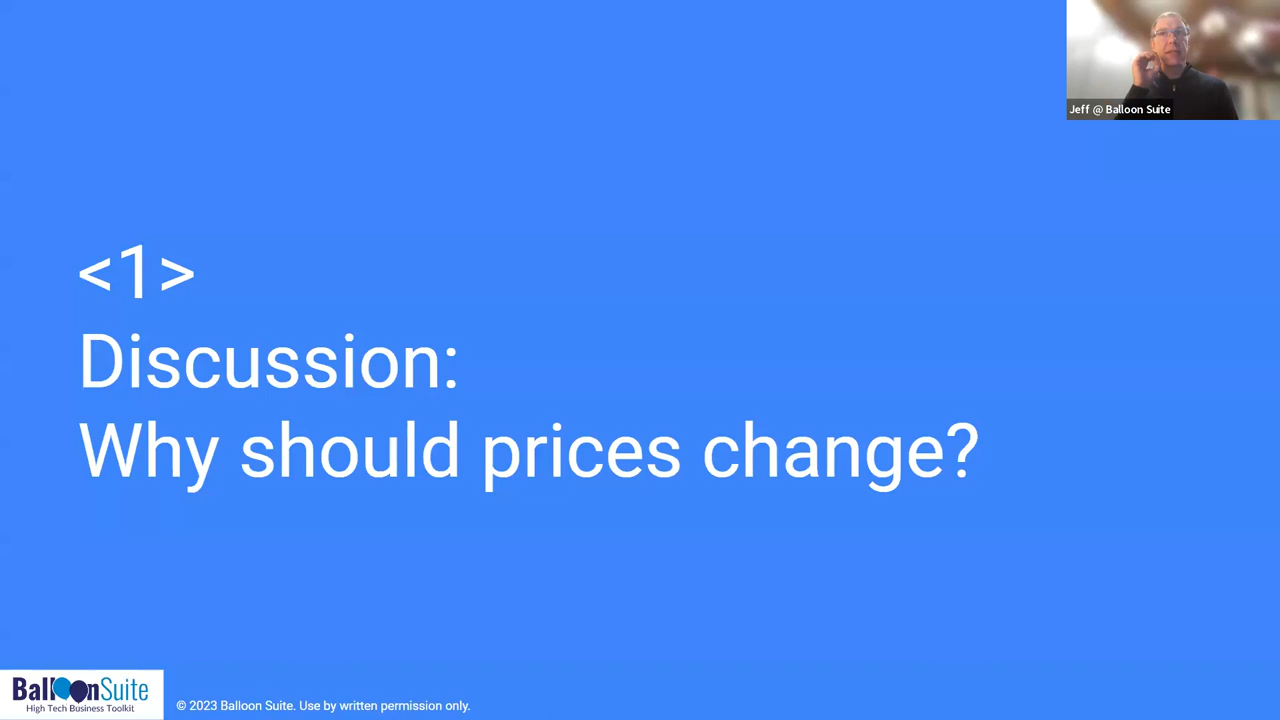 Jeff @ Balloon Suite
<1>
Discussion:
Why should prices change?
BalloonSuite
High Tech Business Toolkit
© 2023 Balloon Suite. Use by written permission only.